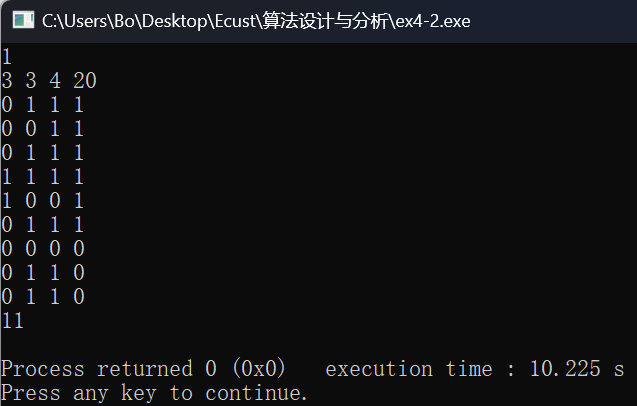 C:\Users\Bo\Desktop\Ecust\算法设计与分析\ex4-2.exe
1
3 3 4 20
0 1 1 1
0 0 1 1
0 1 1 1
1 1 1 1
1 0 0 1
0 1 1 1
0 0 0 0
0 1 1 0
0 1 1 0
11
Process returned 0 (0x0)   execution time : 10.225 s
Press any key to continue.